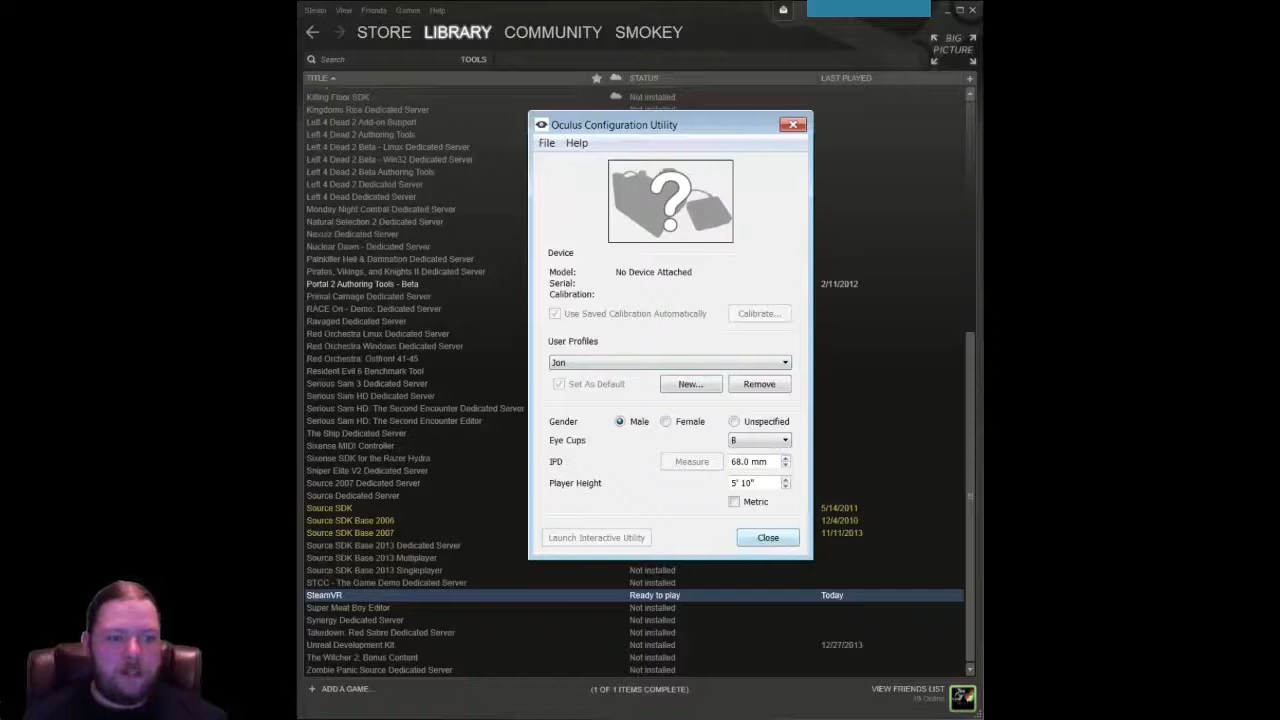 Steam View Friends Games Help
STORE LIBRARY COMMUNITY SMOKEY
BIG PICTURE
Search TOOLS
TITLE STATUS LAST PLAYED
Killing Floor SDK Not installed
Kingdoms Rise Dedicated Server
Left 4 Dead 2 Add-on Support
Left 4 Dead 2 Authoring Tools
Left 4 Dead 2 Beta - Linux Dedicated Server
Left 4 Dead 2 Beta - Win32 Dedicated Server
Left 4 Dead 2 Beta Authoring Tools
Left 4 Dead 2 Dedicated Server
Left 4 Dead Dedicated Server
Monday Night Combat Dedicated Server
Natural Selection 2 Dedicated Server
Nexuiz Dedicated Server
Nuclear Dawn - Dedicated Server
Painkiller Hell & Damnation Dedicated Server
Pirates, Vikings, and Knights II Dedicated Server
Portal 2 Authoring Tools - Beta 2/11/2012
Primal Carnage Dedicated Server
RACE On - Demo: Dedicated Server
Ravaged Dedicated Server
Red Orchestra Linux Dedicated Server
Red Orchestra Windows Dedicated Server
Red Orchestra: Ostfront 41-45
Resident Evil 6 Benchmark Tool
Serious Sam 3 Dedicated Server
Serious Sam HD Dedicated Server
Serious Sam HD: The Second Encounter Dedicated Server
Serious Sam HD: The Second Encounter Editor
The Ship Dedicated Server
Sixense MIDI Controller
Sixense SDK for the Razer Hydra
Sniper Elite V2 Dedicated Server
Source 2007 Dedicated Server
Source Dedicated Server
Source SDK 5/14/2011
Source SDK Base 2006 12/4/2010
Source SDK Base 2007 11/11/2013
Source SDK Base 2013 Dedicated Server
Source SDK Base 2013 Multiplayer
Source SDK Base 2013 Singleplayer Not installed
STCC - The Game Demo Dedicated Server Not installed
SteamVR Ready to play Today
Super Meat Boy Editor Not installed
Synergy Dedicated Server Not installed
Takedown: Red Sabre Dedicated Server Not installed
Unreal Development Kit Not installed 12/27/2013
The Witcher 2: Bonus Content Not installed
Zombie Panic Source Dedicated Server Not installed
+ ADD A GAME... (1 OF 1 ITEMS COMPLETE) VIEW FRIENDS LIST
Online
Oculus Configuration Utility
File Help
?
Device
Model: No Device Attached
Serial:
Calibration:
Use Saved Calibration Automatically Calibrate...
User Profiles
Jon
Set As Default New... Remove
Gender Male Female Unspecified
Eye Cups B
IPD Measure 68.0 mm
Player Height 5' 10"
Metric
Launch Interactive Utility Close